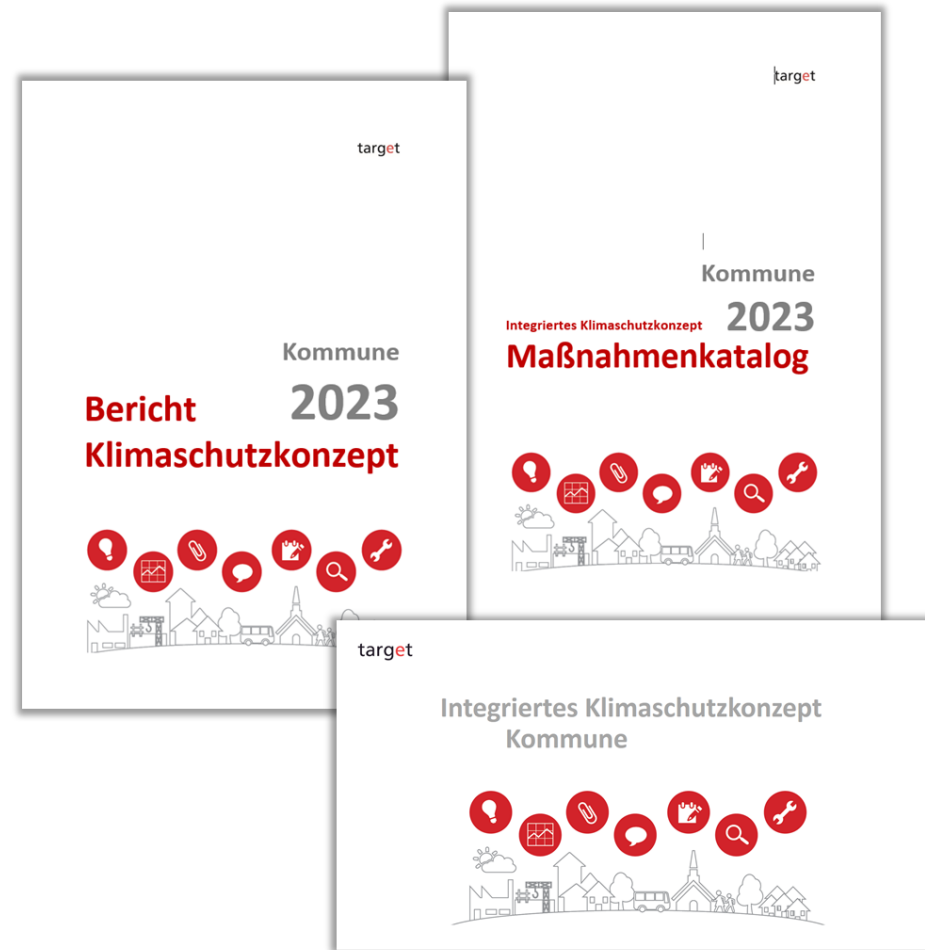 target
Kommune
Bericht 2023
Klimaschutzkonzept
target
Kommune
Integriertes Klimaschutzkonzept 2023
Maßnahmenkatalog
target
Integriertes Klimaschutzkonzept
Kommune